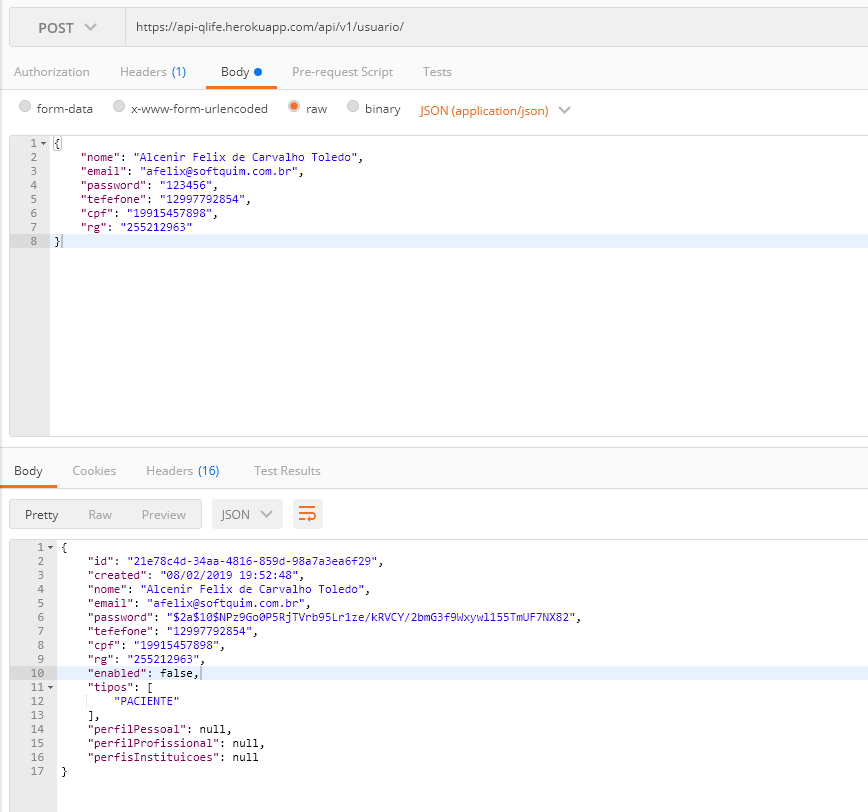 POST https://api-qlife.herokuapp.com/api/v1/usuario/
Authorization Headers (1) Body Pre-request Script Tests
form-data x-www-form-urlencoded raw binary JSON (application/json)
1 {
2 "nome": "Alcenir Felix de Carvalho Toledo",
3 "email": "afelix@softquim.com.br",
4 "password": "123456",
5 "tefefone": "12997792854",
6 "cpf": "19915457898",
7 "rg": "255212963"
8 }
Body Cookies Headers (16) Test Results
Pretty Raw Preview JSON
1 {
2 "id": "21e78c4d-34aa-4816-859d-98a7a3ea6f29",
3 "created": "08/02/2019 19:52:48",
4 "nome": "Alcenir Felix de Carvalho Toledo",
5 "email": "afelix@softquim.com.br",
6 "password": "$2a$10$NPz9Go0P5RjTVrb95Lr1ze/kRVCY/2bmG3f9Wxywl155TmUF7NX82",
7 "tefefone": "12997792854",
8 "cpf": "19915457898",
9 "rg": "255212963",
10 "enabled": false,
11 "tipos": [
12 "PACIENTE"
13 ],
14 "perfilPessoal": null,
15 "perfilProfissional": null,
16 "perfisInstituicoes": null
17 }